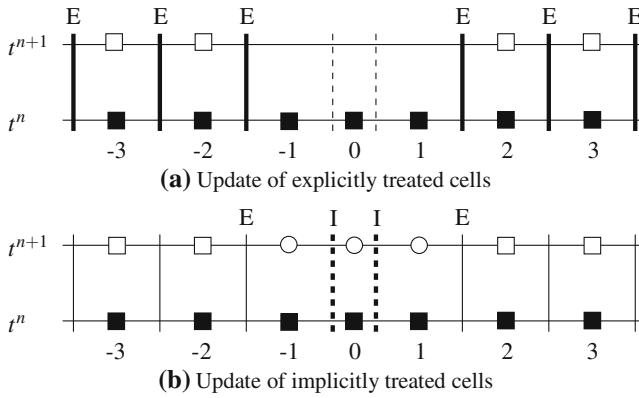 E E E E E E
t^{n+1}
t^n
-3 -2 -1 0 1 2 3
(a) Update of explicitly treated cells
E I I E
t^{n+1}
t^n
-3 -2 -1 0 1 2 3
(b) Update of implicitly treated cells